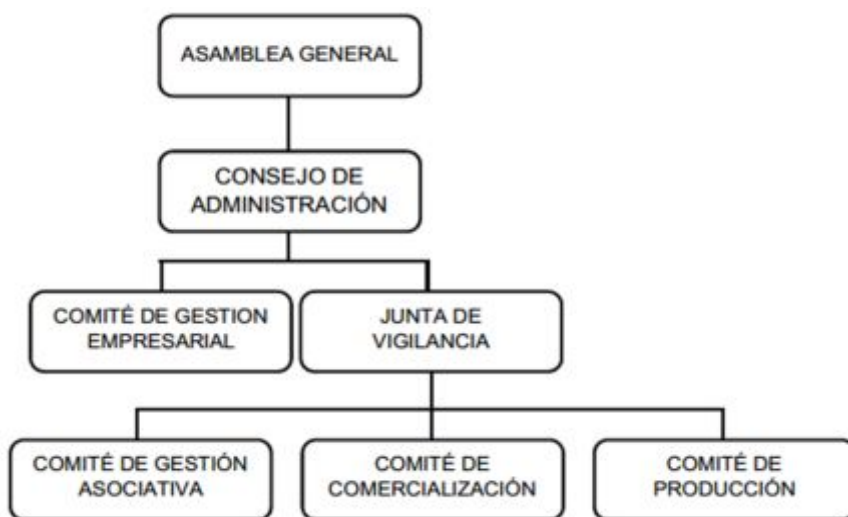 ASAMBLEA GENERAL
CONSEJO DE
ADMINISTRACIÓN
COMITÉ DE GESTION
EMPRESARIAL
JUNTA DE
VIGILANCIA
COMITÉ DE GESTIÓN
ASOCIATIVA
COMITÉ DE
COMERCIALIZACIÓN
COMITÉ DE
PRODUCCIÓN